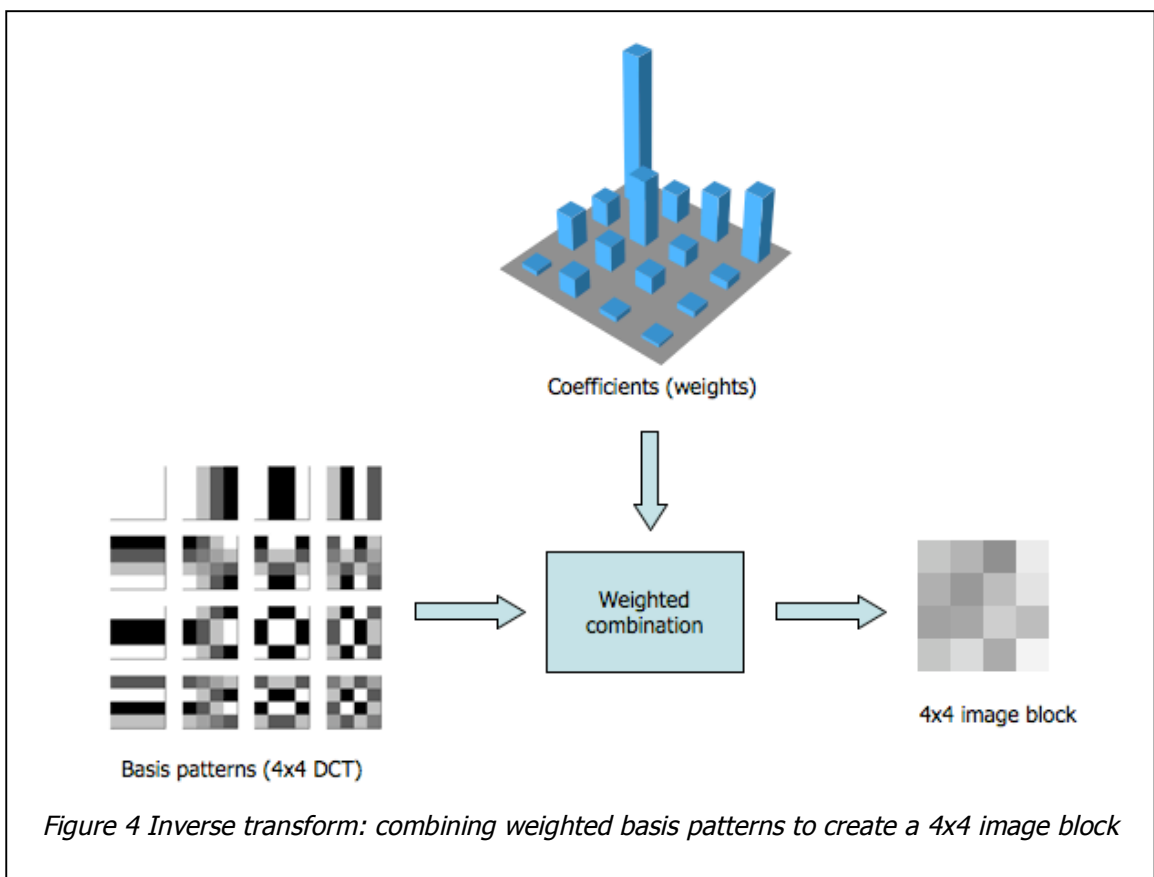 Coefficients (weights)
Weighted
combination
4x4 image block
Basis patterns (4x4 DCT)
Figure 4 Inverse transform: combining weighted basis patterns to create a 4x4 image block